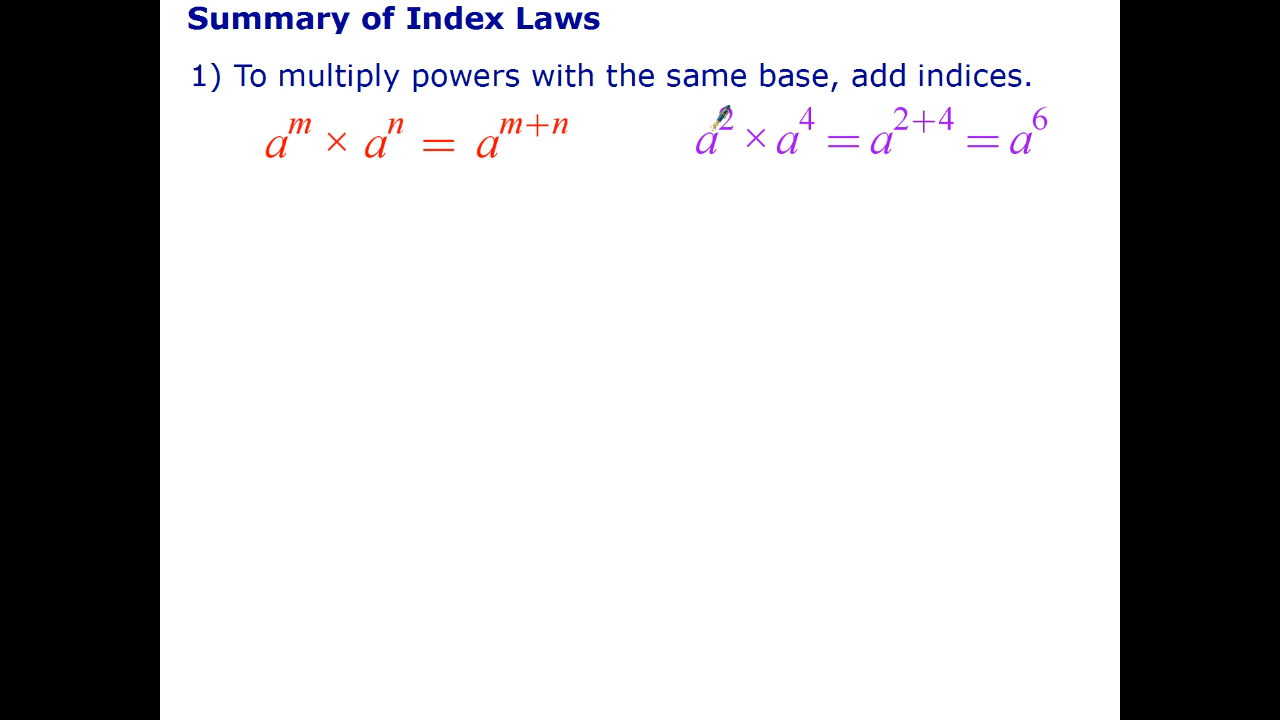 Summary of Index Laws
1) To multiply powers with the same base, add indices.
a^m × a^n = a^{m+n} a^2 × a^4 = a^{2+4} = a^6